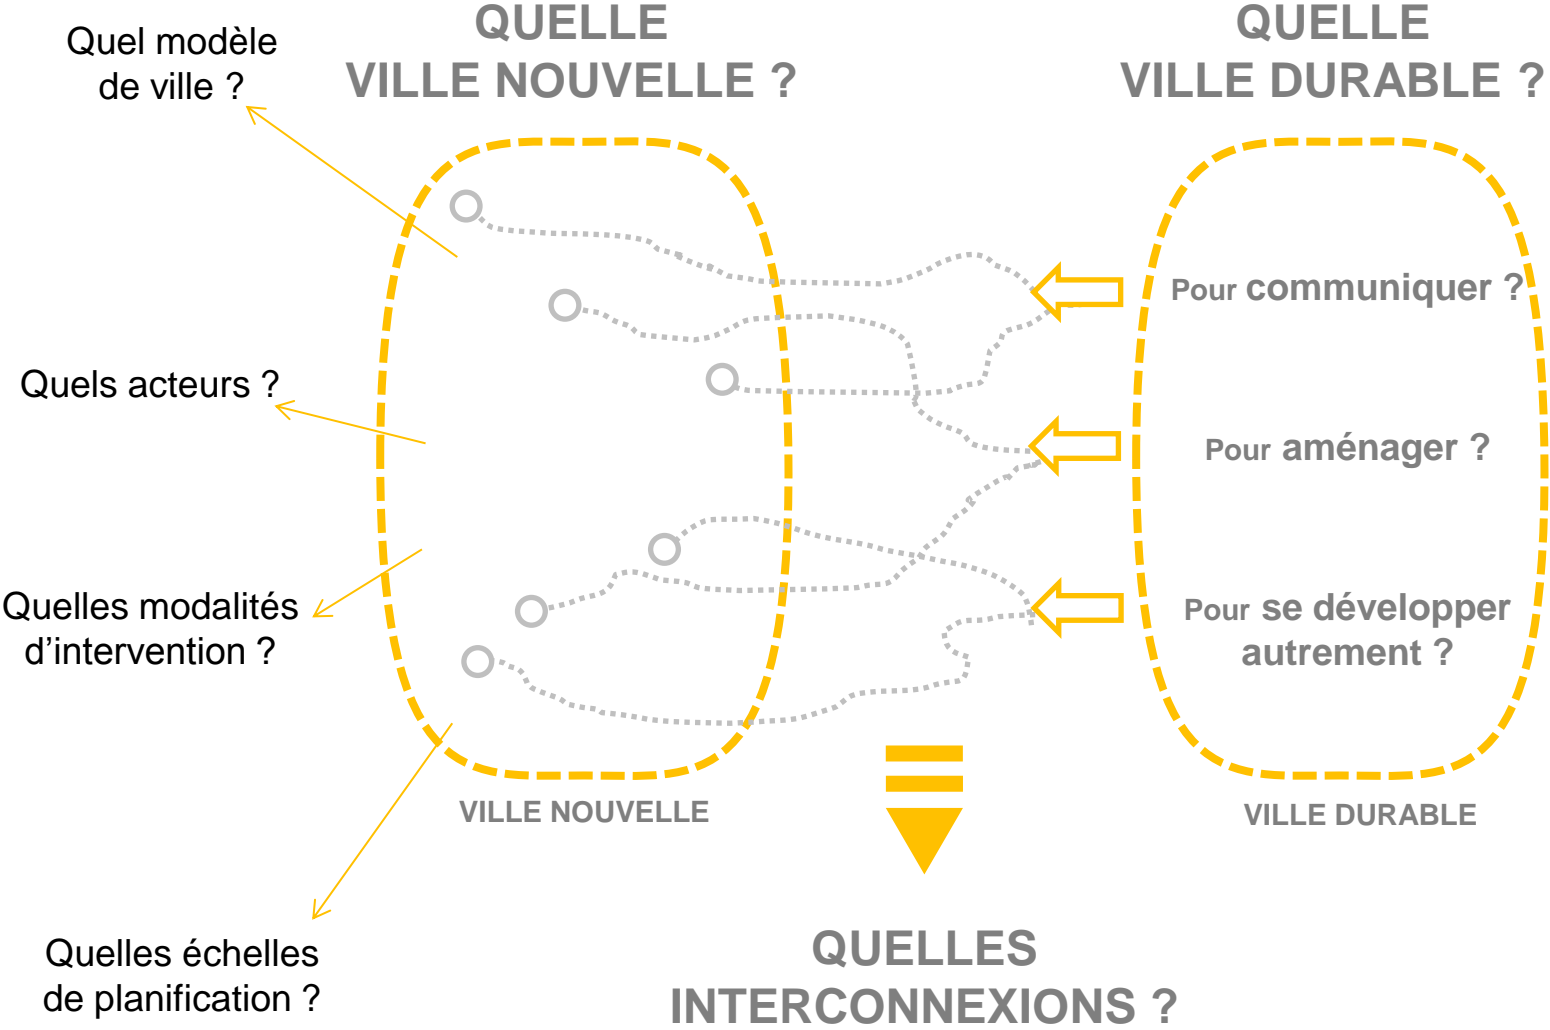 QUELLE
VILLE NOUVELLE ?
QUELLE
VILLE DURABLE ?
Quel modèle
de ville ?
Quels acteurs ?
Quelles modalités
d’intervention ?
Quelles échelles
de planification ?
Pour communiquer ?
Pour aménager ?
Pour se développer
autrement ?
VILLE NOUVELLE
VILLE DURABLE
QUELLES
INTERCONNEXIONS ?